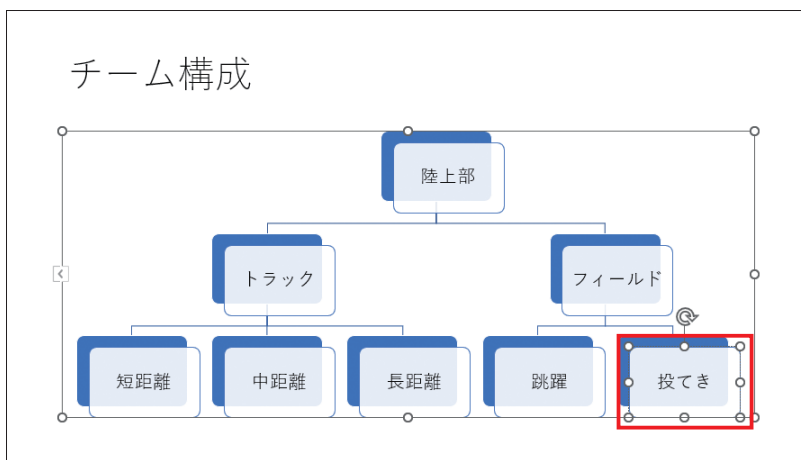 チーム構成
陸上部
トラック
フィールド
短距離
中距離
長距離
跳躍
投てき